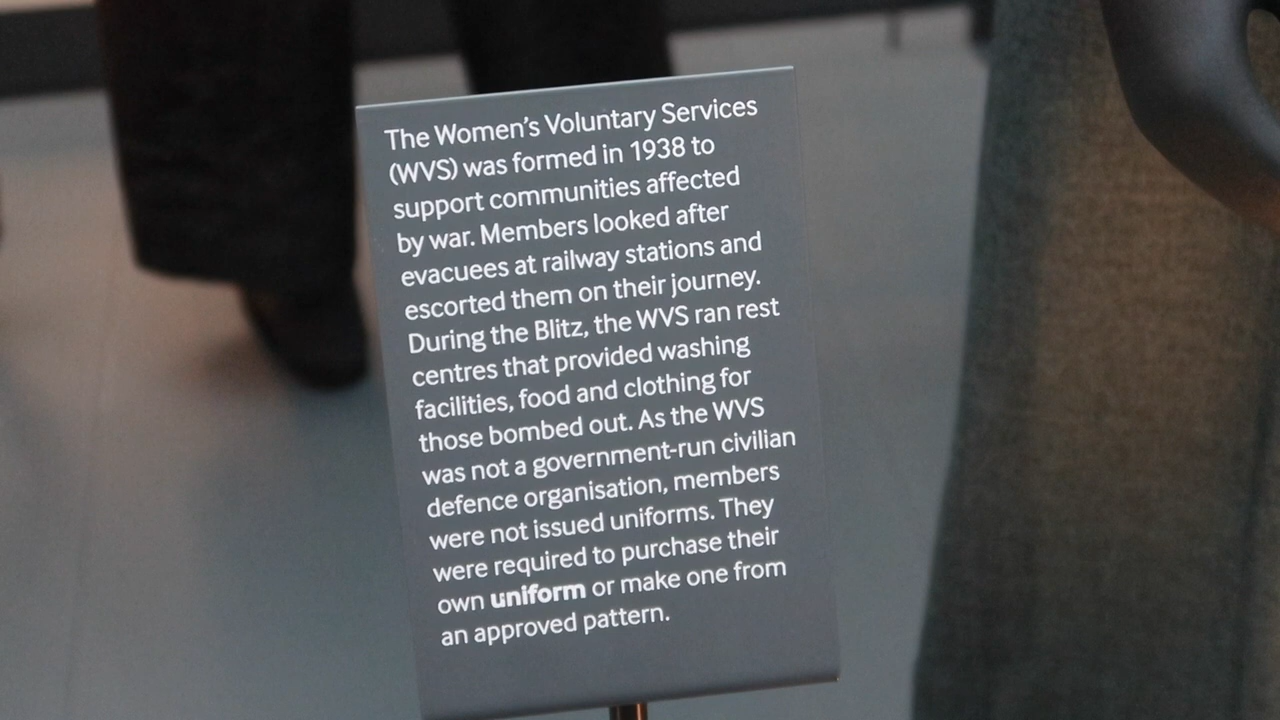 The Women's Voluntary Services
(WVS) was formed in 1938 to
support communities affected
by war. Members looked after
evacuees at railway stations and
escorted them on their journey.
During the Blitz, the WVS ran rest
centres that provided washing
facilities, food and clothing for
those bombed out. As the WVS
was not a government-run civilian
defence organisation, members
were not issued uniforms. They
were required to purchase their
own uniform or make one from
an approved pattern.